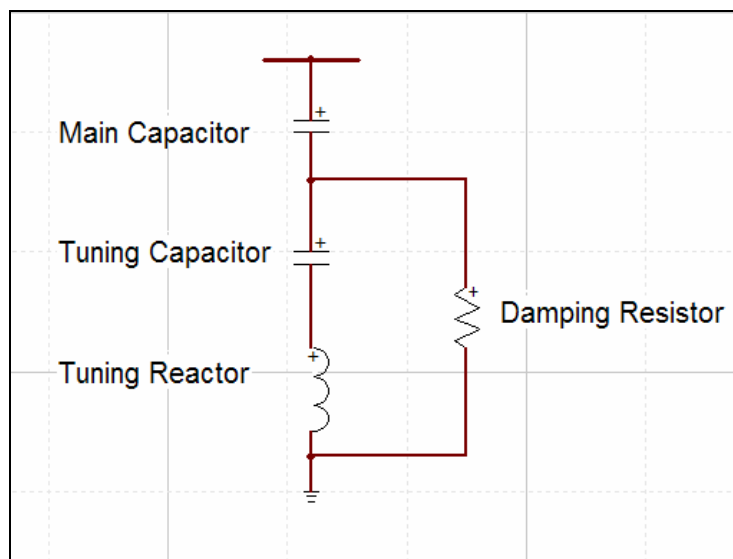 Main Capacitor
Tuning Capacitor
Damping Resistor
Tuning Reactor